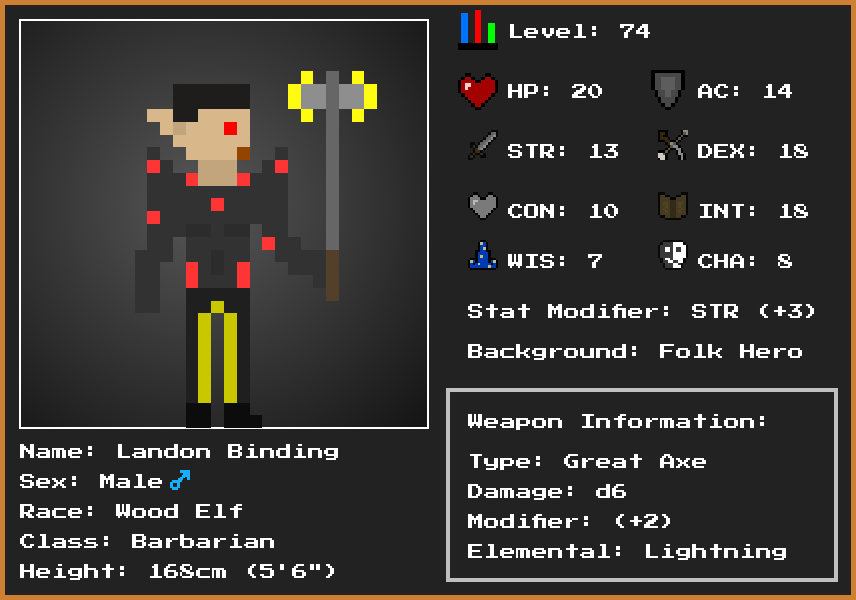 Level: 74
HP: 20 AC: 14
STR: 13 DEX: 18
CON: 10 INT: 18
WIS: 7 CHA: 8
Stat Modifier: STR (+3)
Background: Folk Hero
Weapon Information:
Type: Great Axe
Damage: d6
Modifier: (+2)
Elemental: Lightning
Name: Landon Binding
Sex: Male ♂
Race: Wood Elf
Class: Barbarian
Height: 168cm (5'6")